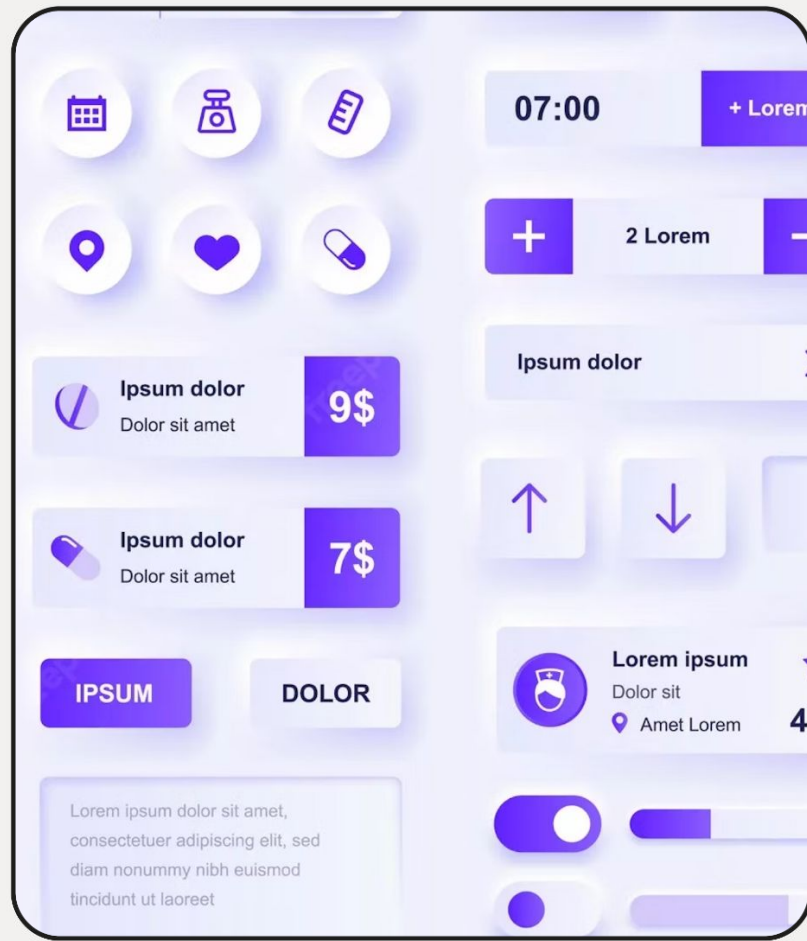 07:00
+ Lorem
2 Lorem
Ipsum dolor
Ipsum dolor
Dolor sit amet
9$
Ipsum dolor
Dolor sit amet
7$
IPSUM
DOLOR
Lorem ipsum
Dolor sit
Amet Lorem
4
Lorem ipsum dolor sit amet,
consectetuer adipiscing elit, sed
diam nonummy nibh euismod
tincidunt ut laoreet